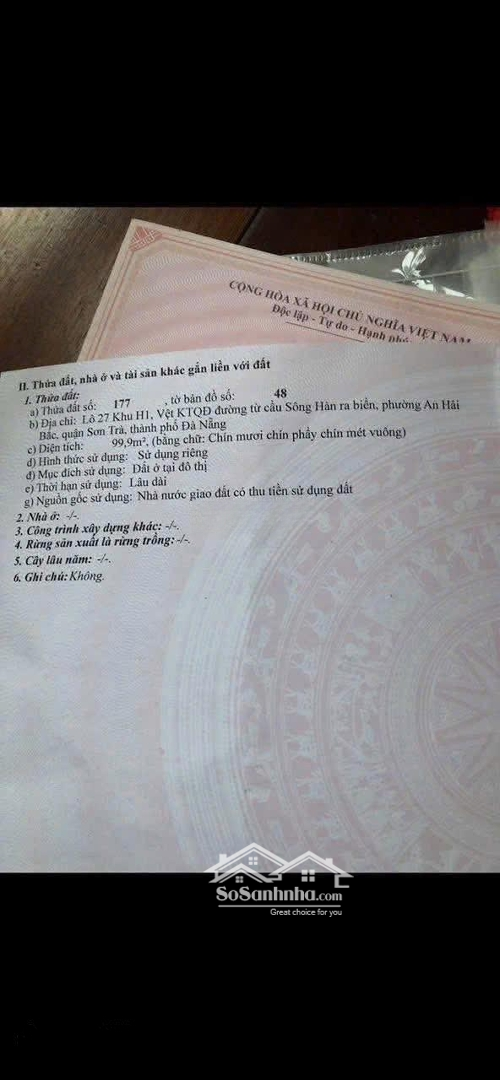 CỘNG HÒA XÃ HỘI CHỦ NGHĨA VIỆT NAM
Độc lập - Tự do - Hạnh phú
II. Thửa đất, nhà ở và tài sản khác gắn liền với đất
1. Thửa đất:
a) Thửa đất số: 177 , tờ bản đồ số: 48
b) Địa chỉ: Lô 27 Khu H1, Vệt KTQĐ đường từ cầu Sông Hàn ra biển, phường An Hải
Bắc, quận Sơn Trà, thành phố Đà Nẵng
c) Diện tích: 99,9m², (bằng chữ: Chín mươi chín phẩy chín mét vuông)
d) Hình thức sử dụng: Sử dụng riêng
đ) Mục đích sử dụng: Đất ở tại đô thị
e) Thời hạn sử dụng: Lâu dài
g) Nguồn gốc sử dụng: Nhà nước giao đất có thu tiền sử dụng đất
2. Nhà ở: -/-.
3. Công trình xây dựng khác: -/-.
4. Rừng sản xuất là rừng trồng: -/-.
5. Cây lâu năm: -/-.
6. Ghi chú: Không.
SoSanhnha.com
Great choice for you